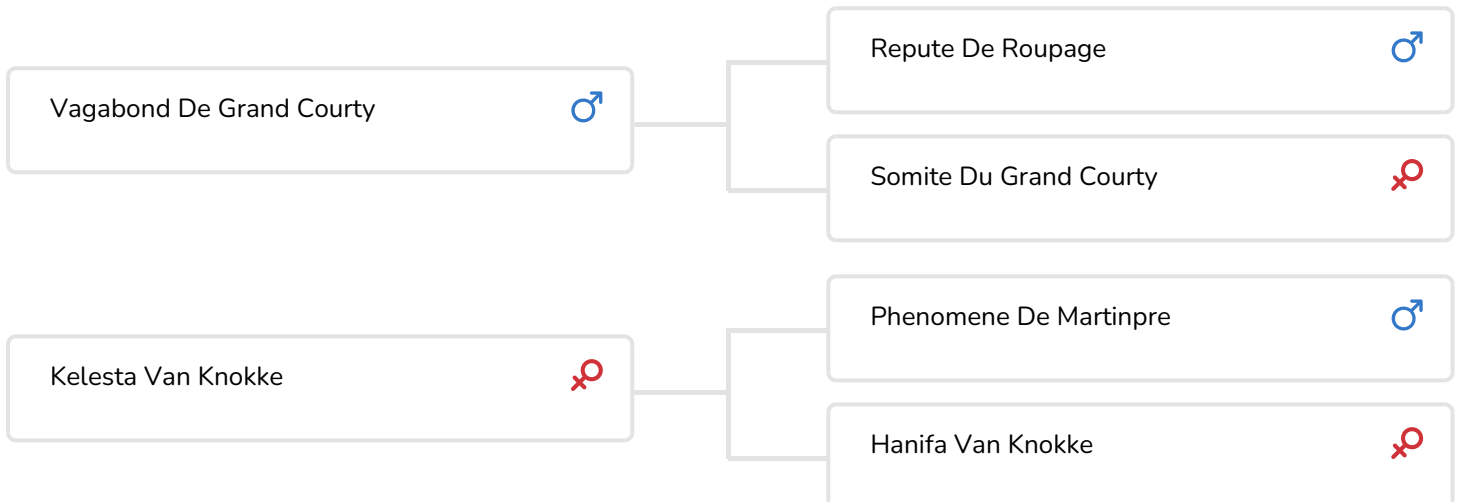 Repute De Roupage
Vagabond De Grand Courty
Somite Du Grand Courty
Phenomene De Martinpre
Kelesta Van Knokke
Hanifa Van Knokke